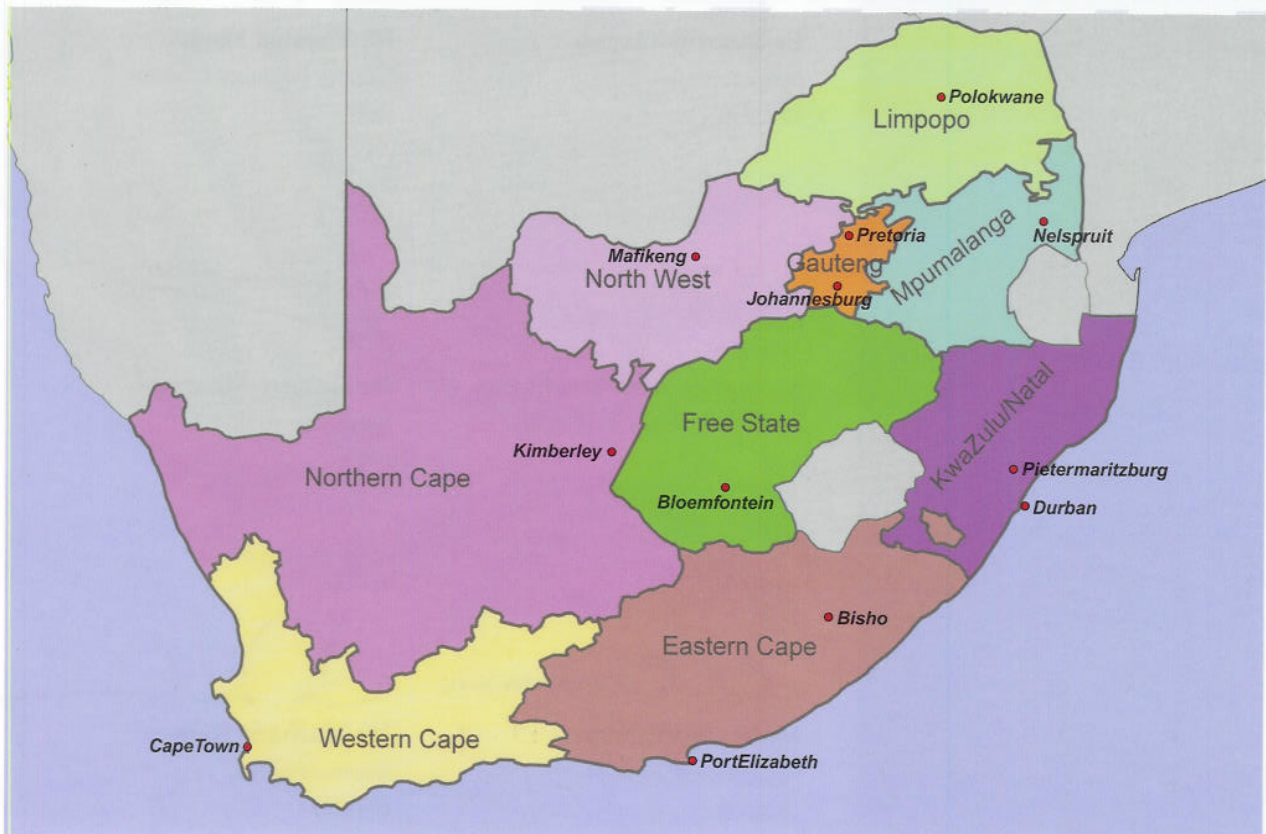 Polokwane
Limpopo
Pretoria
Nelspruit
Mafikeng
Gauteng
Mpumalanga
North West
Johannesburg
Free State
KwaZulu/Natal
Kimberley
Northern Cape
Pietermaritzburg
Bloemfontein
Durban
Bisho
Eastern Cape
Western Cape
CapeTown
PortElizabeth